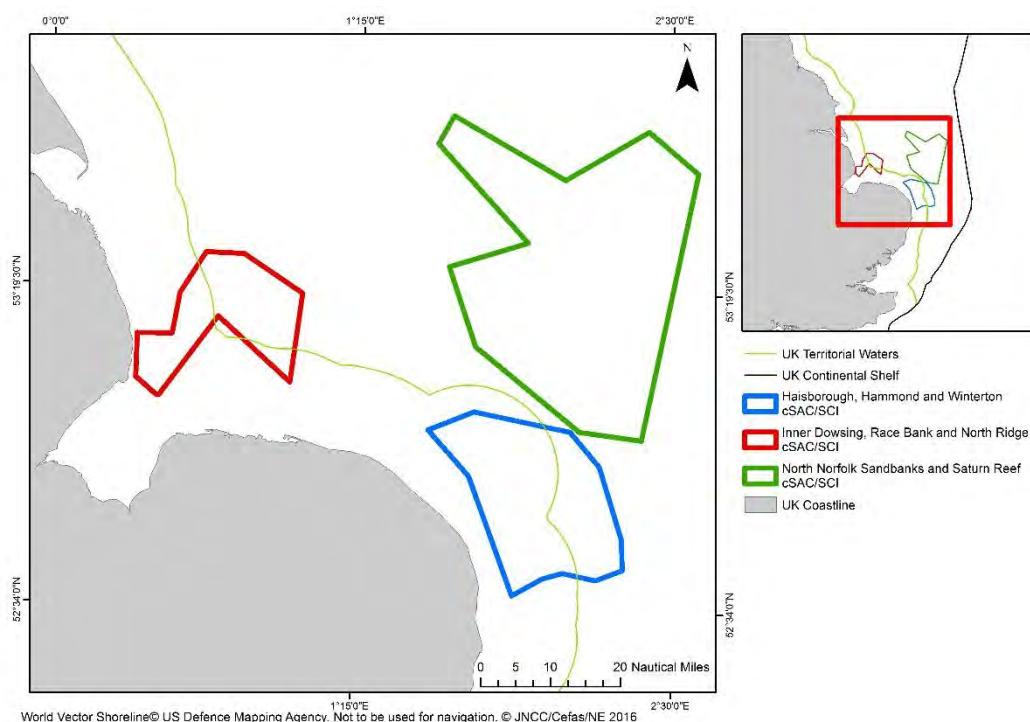 0°0'0"E 1°15'0"E 2°30'0"E
N
53°19'30"N
53°19'30"N
52°34'0"N
52°34'0"N
UK Territorial Waters
UK Continental Shelf
Haisborough, Hammond and Winterton
cSAC/SCI
Inner Dowsing, Race Bank and North Ridge
cSAC/SCI
North Norfolk Sandbanks and Saturn Reef
cSAC/SCI
UK Coastline
0 5 10 20 Nautical Miles
1°15'0"E 2°30'0"E
World Vector Shoreline© US Defence Mapping Agency. Not to be used for navigation. © JNCC/Cefas/NE 2016